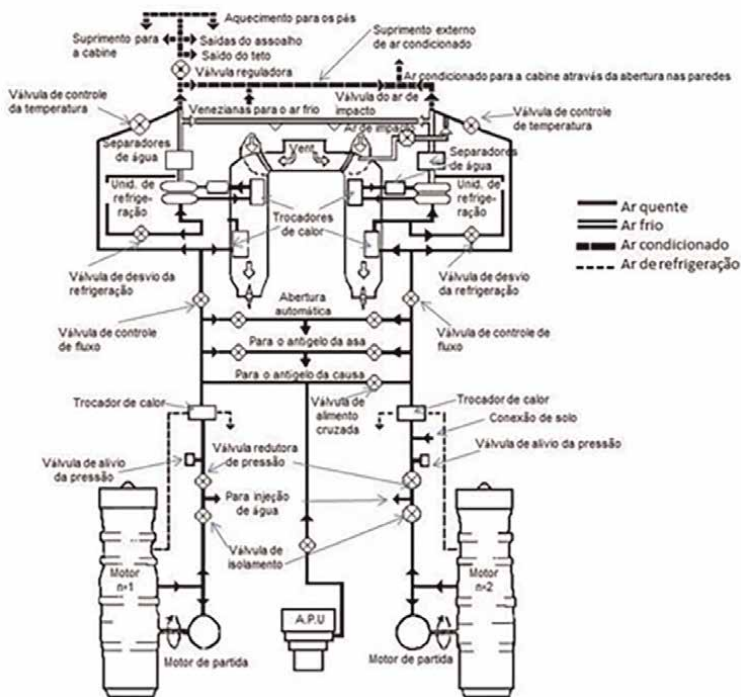 Aquecimento para os pás
Suprimento para
a cabine
Saídas do assoalho
Saído do teto
Válvula reguladora
Suprimento externo
de ar condicionado
Ar condicionado para a cabine através da abertura nas paredes
Válvula de controle
da temperatura
Venezianas para o ar frio
Válvula do ar de
impacto
Válvula de controle
de temperatura
Ar de impacto
Separadores
de água
Vent.
Separadores
de água
Unid. de
refrige-
ração
Unid. de
refrige-
ração
Trocadores
de calor
Ar quente
Ar frio
Ar condicionado
Ar de refrigeração
Válvula de desvio da
refrigeração
Válvula de desvio
da refrigeração
Abertura
automática
Válvula de controle
de fluxo
Válvula de controle de
fluxo
Para o antigelo da asa
Para o antigelo da causa
Trocador de calor
Válvula de
alimento
cruzada
Trocador de calor
Conexão de solo
Válvula de alivio
da pressão
Válvula redutora
de pressão
Válvula de alivio da
pressão
Para injeção
de água
Válvula de
isolamento
Motor
nº1
Motor
nº2
A.P.U
Motor de partida
Motor de partida